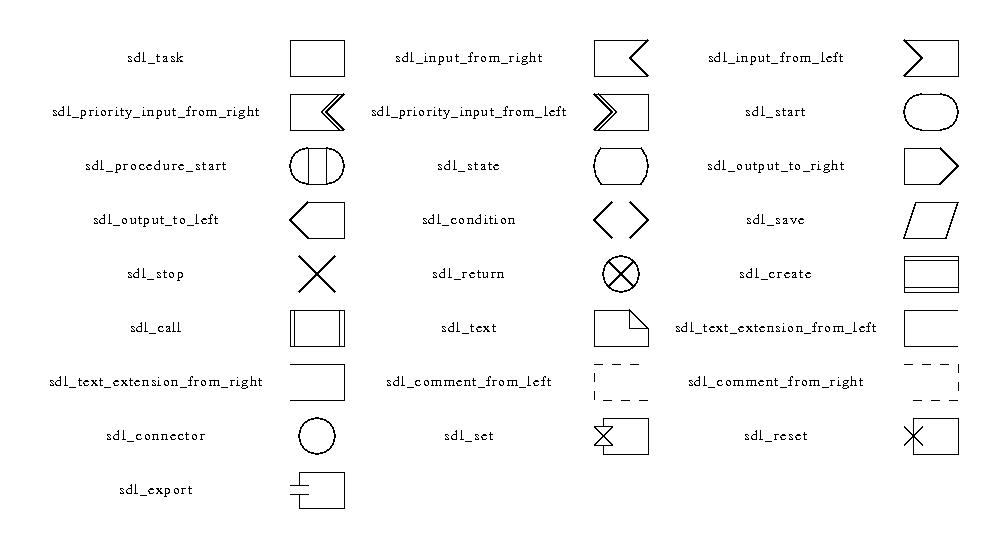 sdl_task sdl_input_from_right sdl_input_from_left
sdl_priority_input_from_right sdl_priority_input_from_left sdl_start
sdl_procedure_start sdl_state sdl_output_to_right
sdl_output_to_left sdl_condition sdl_save
sdl_stop sdl_return sdl_create
sdl_call sdl_text sdl_text_extension_from_left
sdl_text_extension_from_right sdl_comment_from_left sdl_comment_from_right
sdl_connector sdl_set sdl_reset
sdl_export